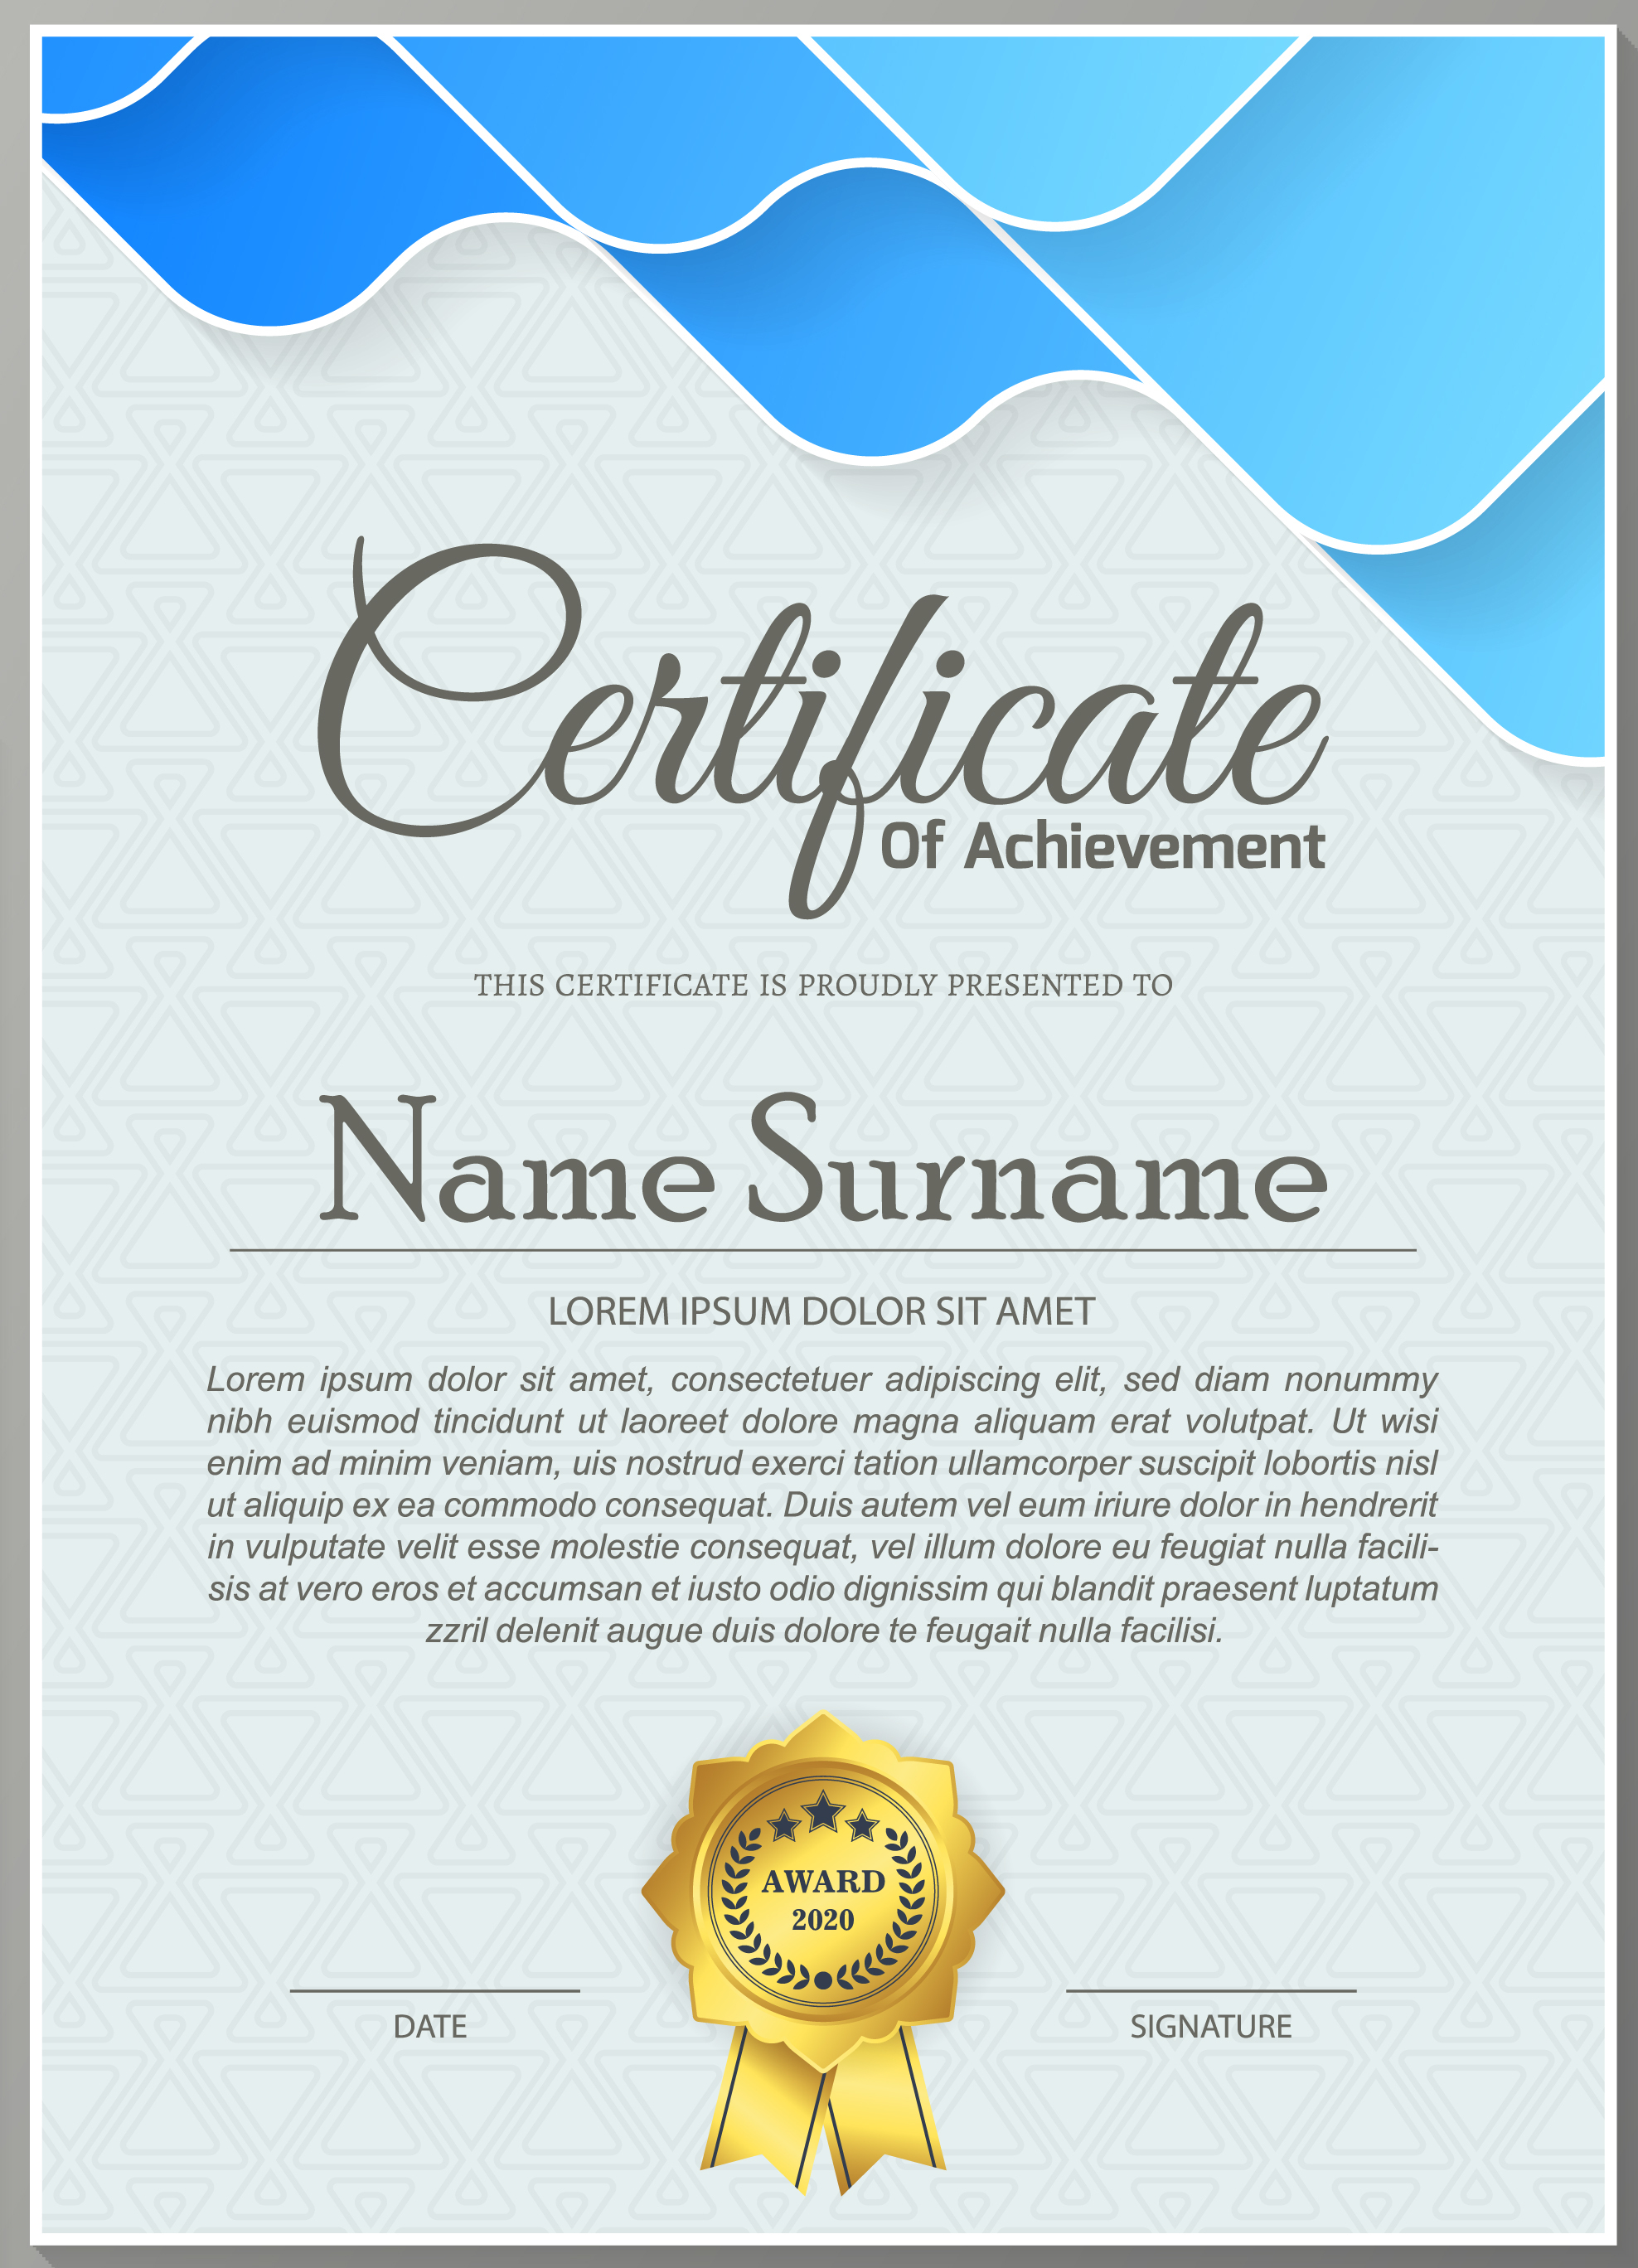 Certificate
Of Achievement
THIS CERTIFICATE IS PROUDLY PRESENTED TO
Name Surname
LOREM IPSUM DOLOR SIT AMET
Lorem ipsum dolor sit amet, consectetuer adipiscing elit, sed diam nonummy
nibh euismod tincidunt ut laoreet dolore magna aliquam erat volutpat. Ut wisi
enim ad minim veniam, uis nostrud exerci tation ullamcorper suscipit lobortis nisl
ut aliquip ex ea commodo consequat. Duis autem vel eum iriure dolor in hendrerit
in vulputate velit esse molestie consequat, vel illum dolore eu feugiat nulla facili-
sis at vero eros et accumsan et iusto odio dignissim qui blandit praesent luptatum
zzril delenit augue duis dolore te feugait nulla facilisi.
AWARD
2020
DATE
SIGNATURE